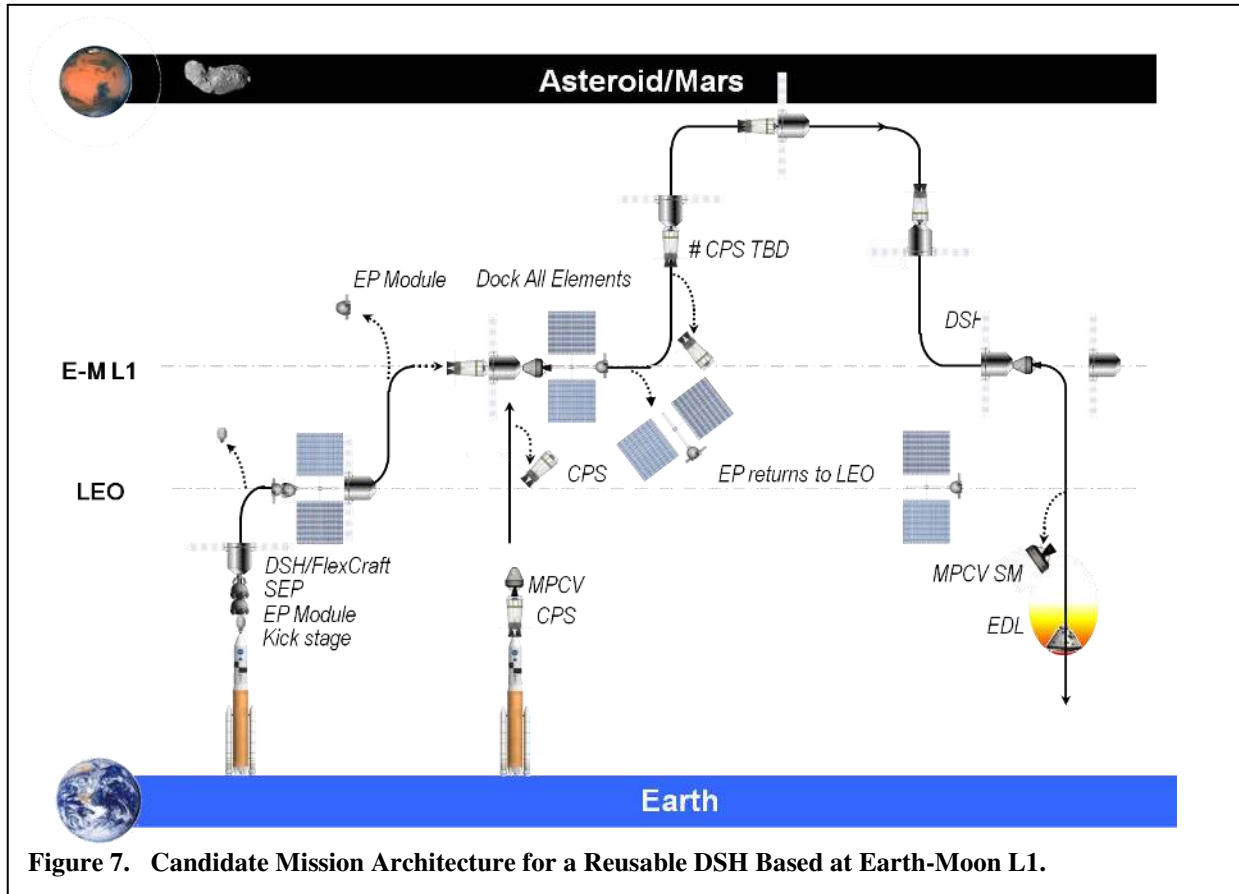 Asteroid/Mars
EP Module
Dock All Elements
# CPS TBD
DSH
E-M L1
LEO
CPS
EP returns to LEO
DSH/FlexCraft
SEP
EP Module
Kick stage
MPCV
CPS
MPCV SM
EDL
Earth
Figure 7. Candidate Mission Architecture for a Reusable DSH Based at Earth-Moon L1.